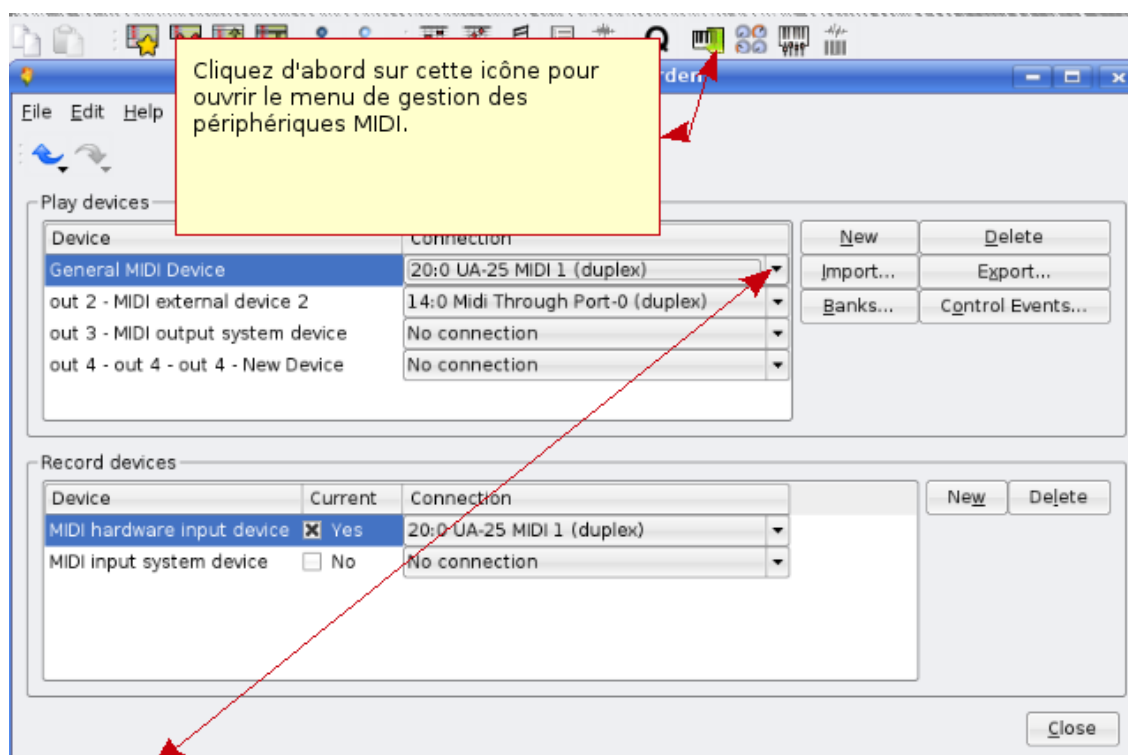 Cliquez d'abord sur cette icône pour
ouvrir le menu de gestion des
périphériques MIDI.
File Edit Help
Play devices
Device Connection
General MIDI Device 20:0 UA-25 MIDI 1 (duplex)
out 2 - MIDI external device 2 14:0 Midi Through Port-0 (duplex)
out 3 - MIDI output system device No connection
out 4 - out 4 - out 4 - New Device No connection
New Delete
Import... Export...
Banks... Control Events...
Record devices
Device Current Connection
MIDI hardware input device Yes 20:0 UA-25 MIDI 1 (duplex)
MIDI input system device No No connection
New Delete
Close